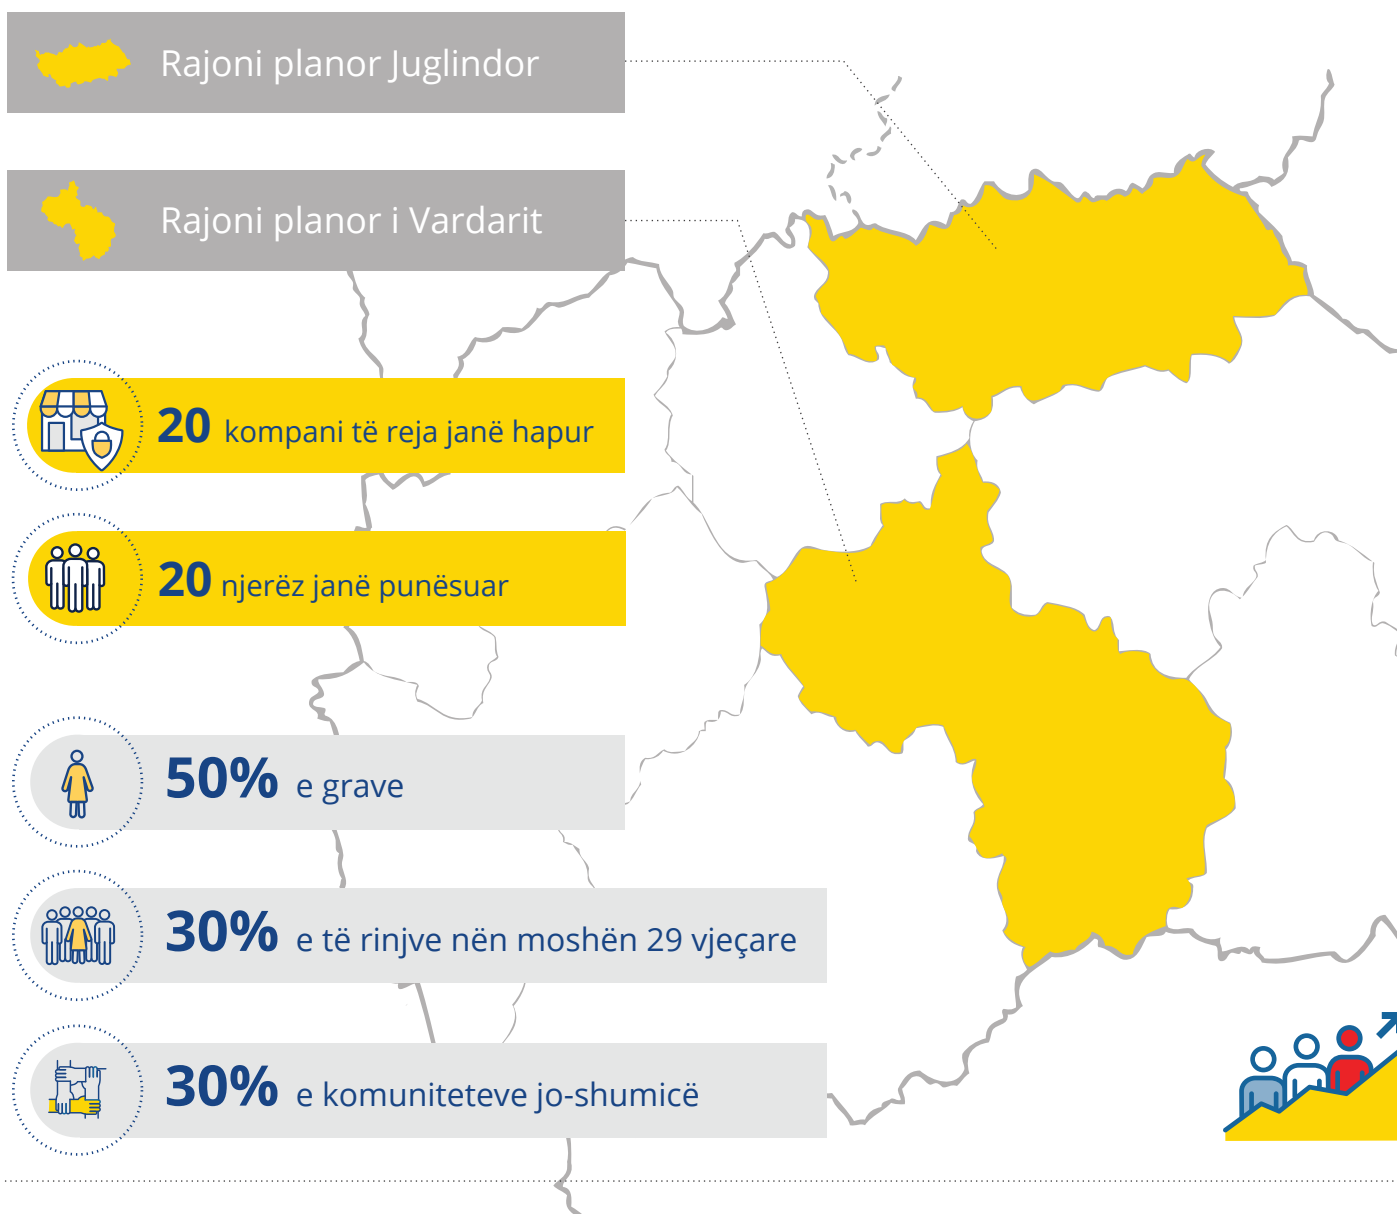 Rajoni planor Juglindor
Rajoni planor i Vardarit
20 kompani të reja janë hapur
20 njerëz janë punësuar
50% e grave
30% e të rinjve nën moshën 29 vjeçare
30% e komuniteteve jo-shumicë